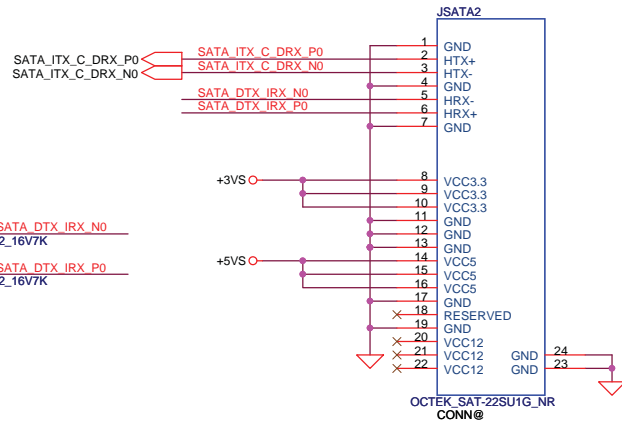 JSATA2
1 GND
SATA_ITX_C_DRX_P0 SATA_ITX_C_DRX_P0 2 HTX+
SATA_ITX_C_DRX_N0 SATA_ITX_C_DRX_N0 3 HTX-
4 GND
SATA_DTX_IRX_N0 5 HRX-
SATA_DTX_IRX_P0 6 HRX+
7 GND
+3VS 8 VCC3.3
9 VCC3.3
10 VCC3.3
11 GND
SATA_DTX_IRX_N0 12 GND
2_16V7K 13 GND
+5VS 14 VCC5
SATA_DTX_IRX_P0 15 VCC5
2_16V7K 16 VCC5
17 GND
18 RESERVED
19 GND
20 VCC12
21 VCC12 GND 24
22 VCC12 GND 23
OCTEK_SAT-22SU1G_NR
CONN@